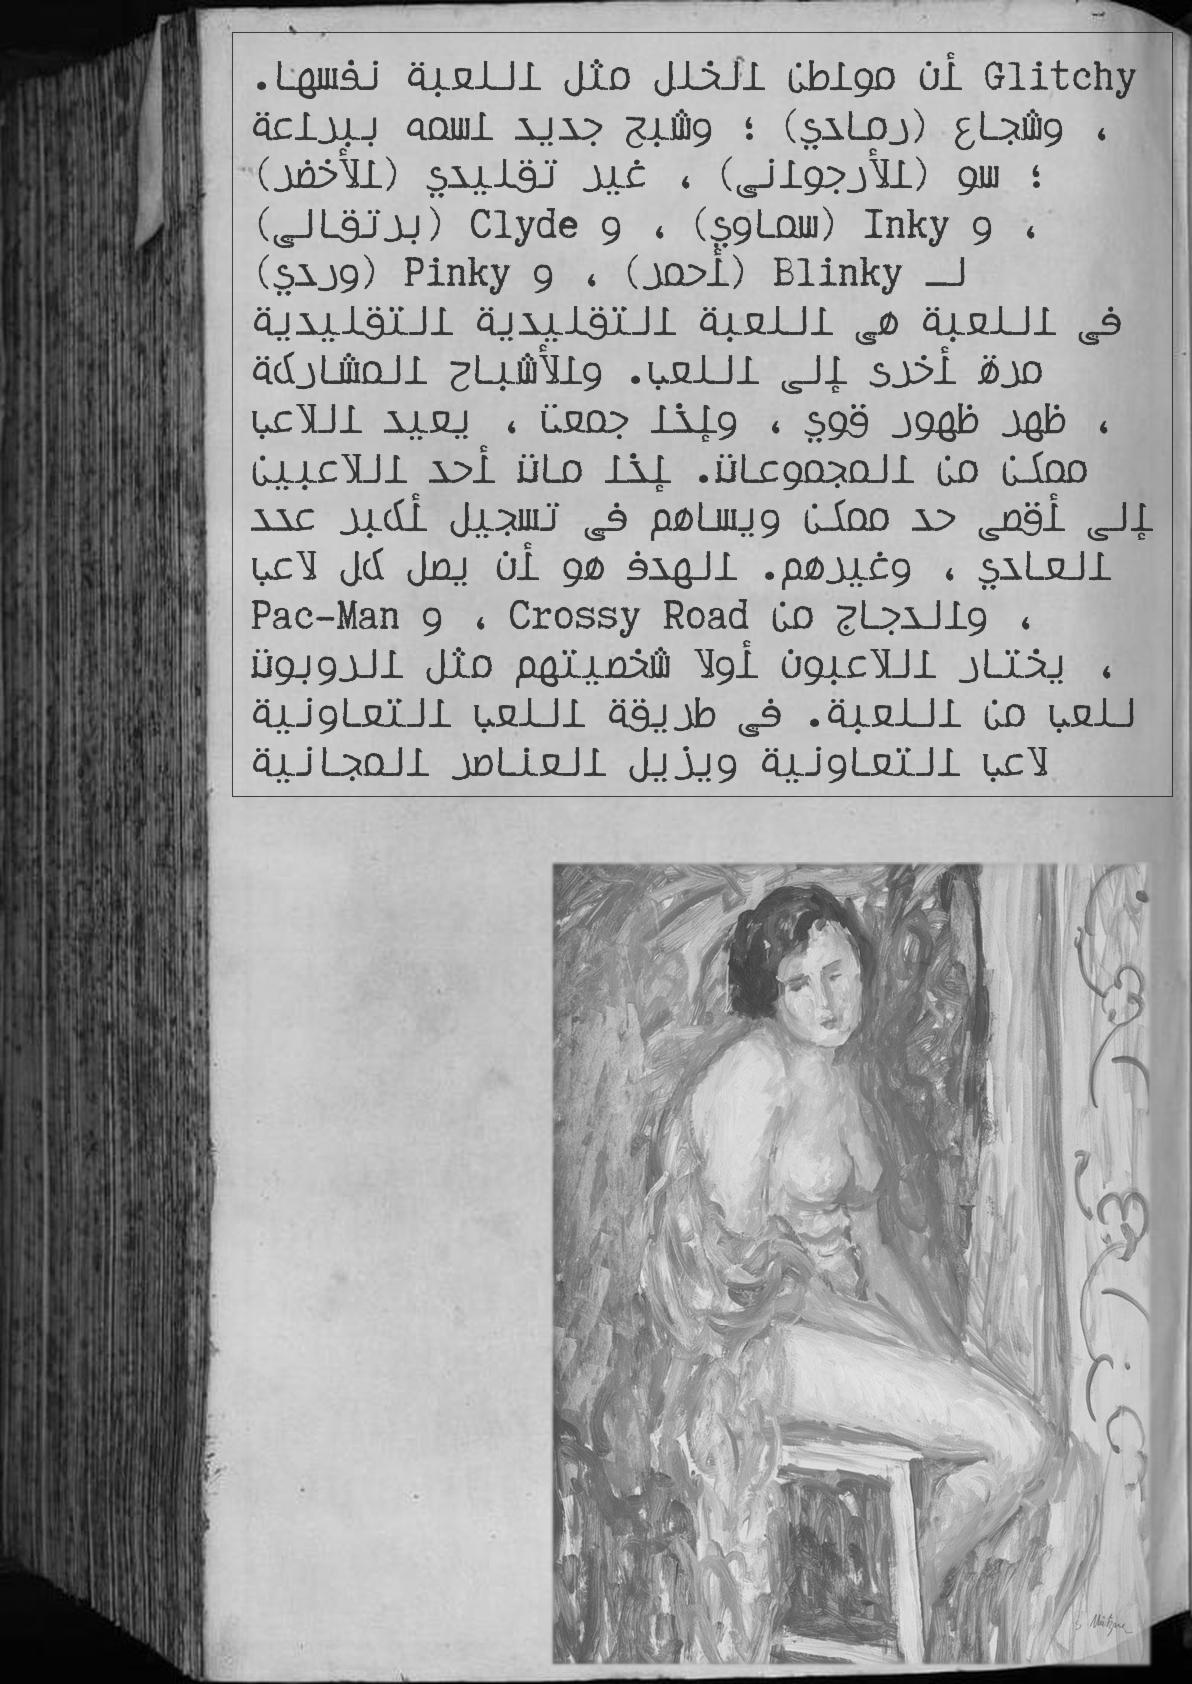 Glitchy أن مواطن الخلل مثل اللعبة نفسها.
، وشجاع (رمادي) ؛ وشبح جديد اسمه ببراعة
؛ سو (الأرجواني) ، غير تقليدي (الأخضر)
، و Inky (سماوي) ، و Clyde (برتقالي)
لـ Blinky (أحمر) ، و Pinky (وردي)
في اللعبة هي اللعبة التقليدية التقليدية
مرة أخرى إلى اللعب. والأشباح المشاركة
، ظهر ظهور قوي ، وإذا جمعت ، يعيد اللاعب
ممكن من المجموعات. إذا مات أحد اللاعبين
إلى أقصى حد ممكن ويساهم في تسجيل أكبر عدد
العادي ، وغيرهم. الهدف هو أن يصل كل لاعب
، والدجاج من Crossy Road ، و Pac-Man
، يختار اللاعبون أولا شخصيتهم مثل الروبوت
للعب من اللعبة. في طريقة اللعب التعاونية
لاعب التعاونية ويزيل العناصر المجانية